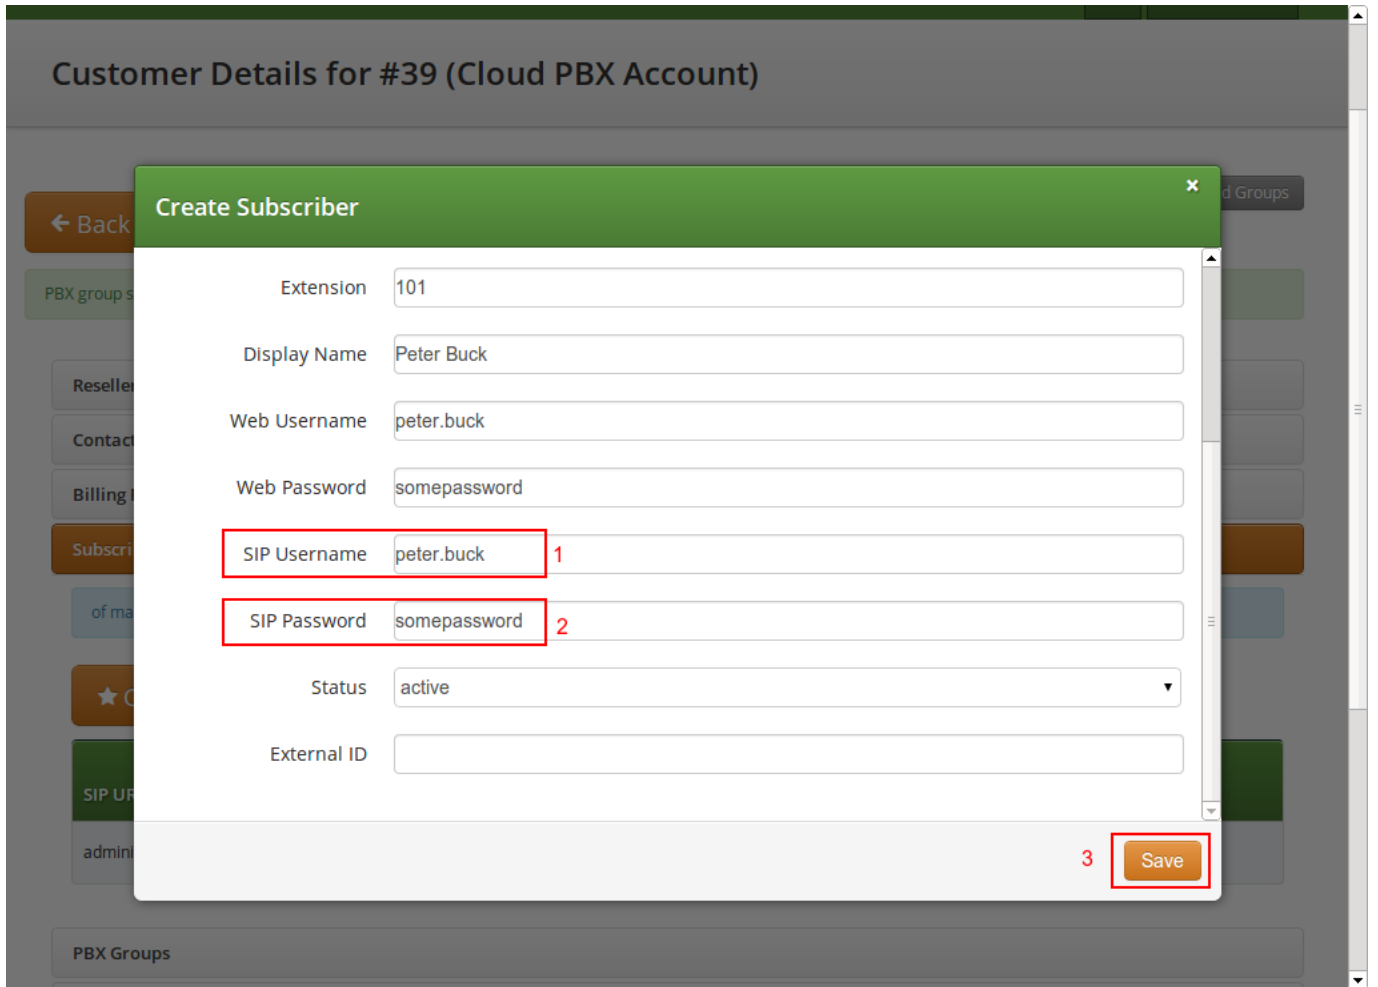 Customer Details for #39 (Cloud PBX Account)
Back
d Groups
Create Subscriber
×
PBX group s
Extension 101
Display Name Peter Buck
Reseller
Web Username peter.buck
Contact
Web Password somepassword
Billing
SIP Username peter.buck 1
Subscri
SIP Password somepassword 2
of ma
Status active
External ID
SIP UR
admini
3 Save
PBX Groups